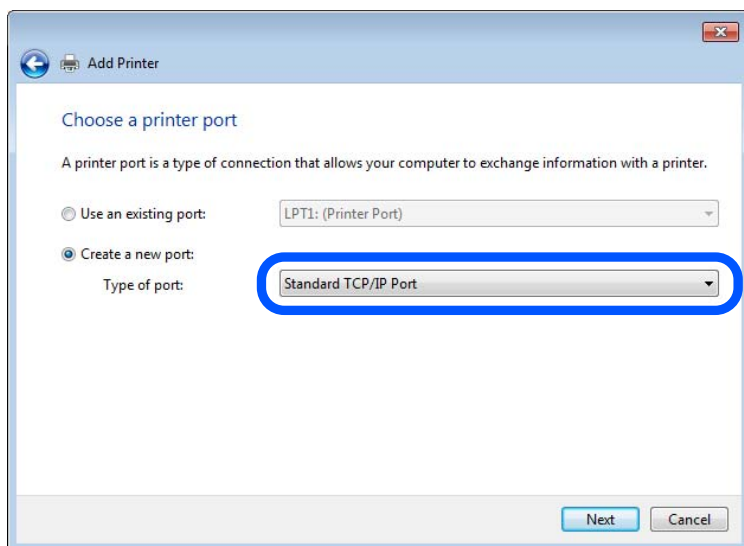 Add Printer
Choose a printer port
A printer port is a type of connection that allows your computer to exchange information with a printer.
Use an existing port: LPT1: (Printer Port)
Create a new port:
Type of port: Standard TCP/IP Port
Next Cancel